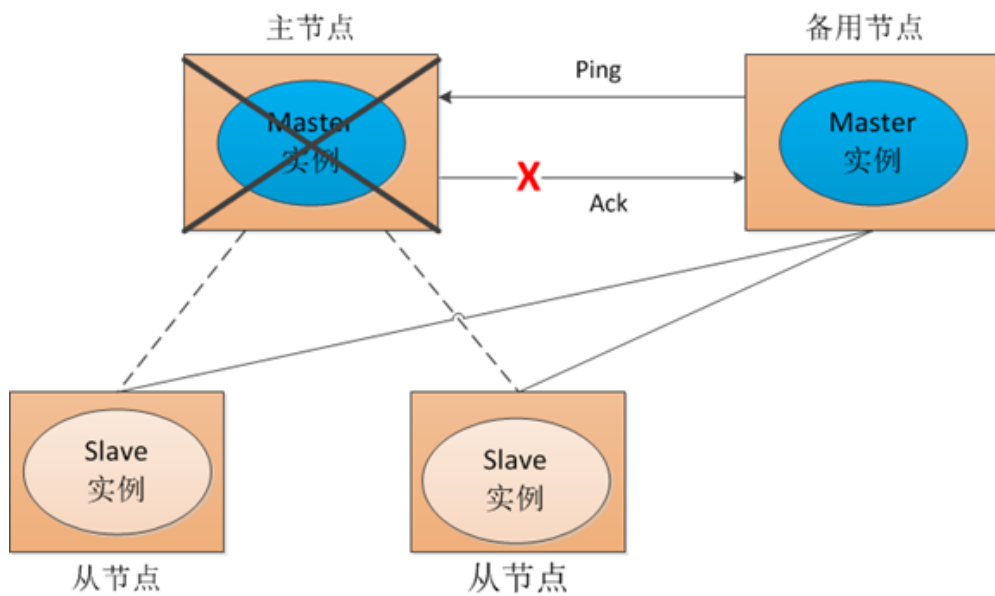 主节点
备用节点
Master
实例
Ping
X
Ack
Master
实例
Slave
实例
从节点
Slave
实例
从节点